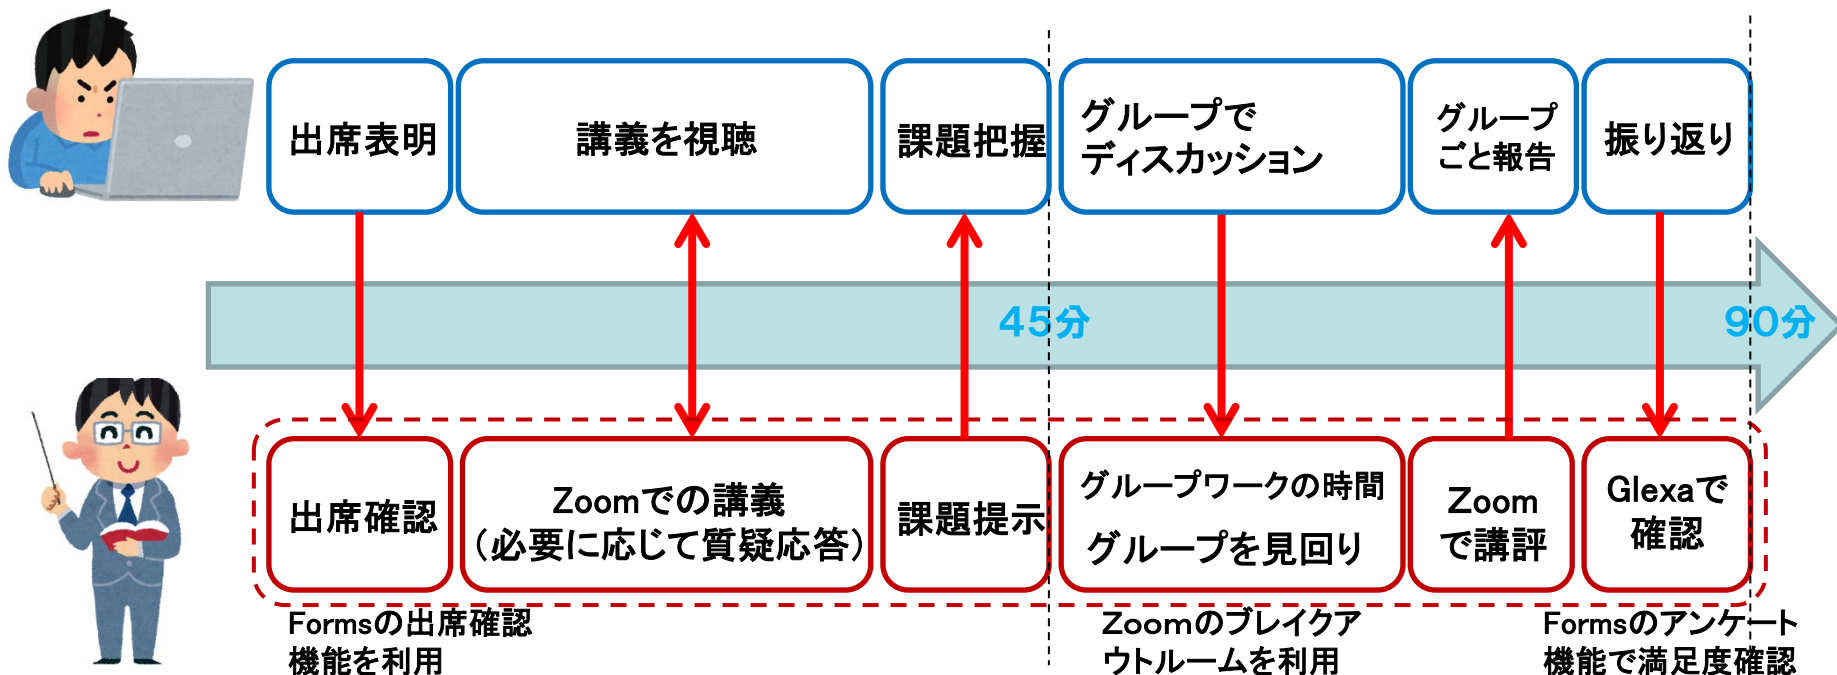 出席表明
講義を視聴
課題把握
グループで
ディスカッション
グループ
ごと報告
振り返り
45分
90分
出席確認
Zoomでの講義
（必要に応じて質疑応答）
課題提示
グループワークの時間
グループを見回り
Zoom
で講評
Glexaで
確認
Formsの出席確認
機能を利用
Zoomのブレイクア
ウトルームを利用
Formsのアンケート
機能で満足度確認